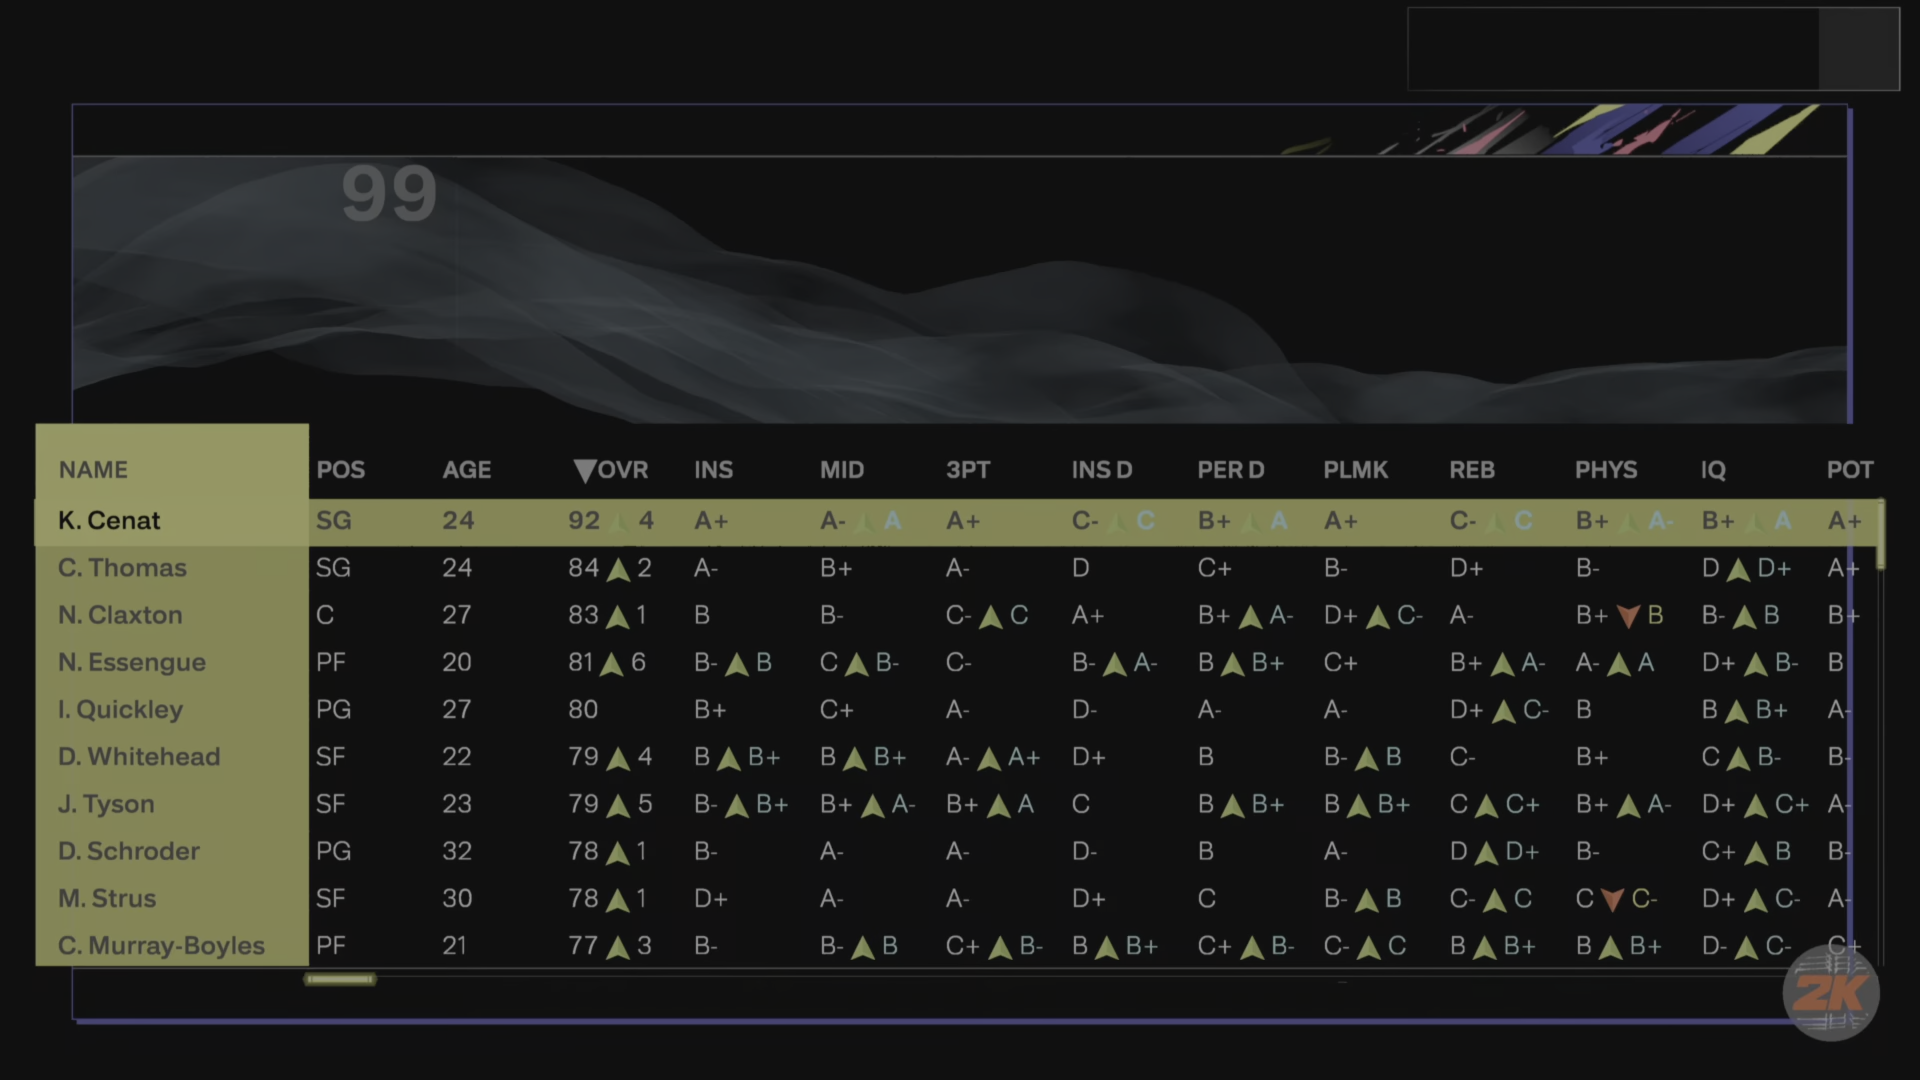 99
NAME POS AGE OVR INS MID 3PT INS D PER D PLMK REB PHYS IQ POT
K. Cenat SG 24 92 4 A+ A- A A+ C- C B+ A A+ C- C B+ A- B+ A A+
C. Thomas SG 24 84 2 A- B+ A- D C+ B- D+ B- D D+ A+
N. Claxton C 27 83 1 B B- C- C A+ B+ A- D+ C- A- B+ B B- B B+
N. Essengue PF 20 81 6 B- B C B- C- B- A- B B+ C+ B+ A- A- A D+ B- B
I. Quickley PG 27 80 B+ C+ A- D- A- A- D+ C- B B B+ A-
D. Whitehead SF 22 79 4 B B+ B B+ A- A+ D+ B B- B C- B+ C B- B-
J. Tyson SF 23 79 5 B- B+ B+ A- B+ A C B B+ B B+ C C+ B+ A- D+ C+ A-
D. Schroder PG 32 78 1 B- A- A- D- B A- D D+ B- C+ B B-
M. Strus SF 30 78 1 D+ A- A- D+ C B- B C- C C C- D+ C- A-
C. Murray-Boyles PF 21 77 3 B- B- B C+ B- B B+ C+ B- C- C B B+ B B+ D- C- C+
2K